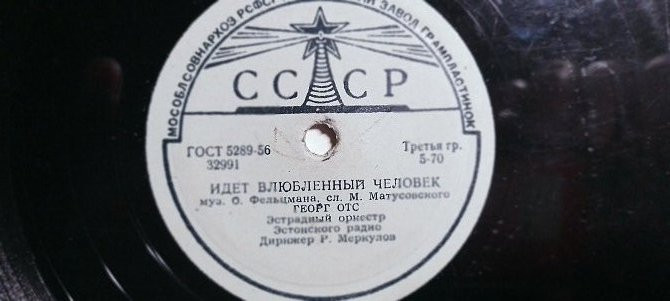 МОСОБЛСОВНАРХОЗ РСФСР ЗАВОД ГРАМПЛАСТИНОК
СССР
ГОСТ 5289-56 Третья гр.
32991 5-70
ИДЕТ ВЛЮБЛЕННЫЙ ЧЕЛОВЕК
муз. О. Фельцмана, сл. М. Матусовского
ГЕОРГ ОТС
Эстрадный оркестр
Эстонского радио
Дирижер Р. Меркулов